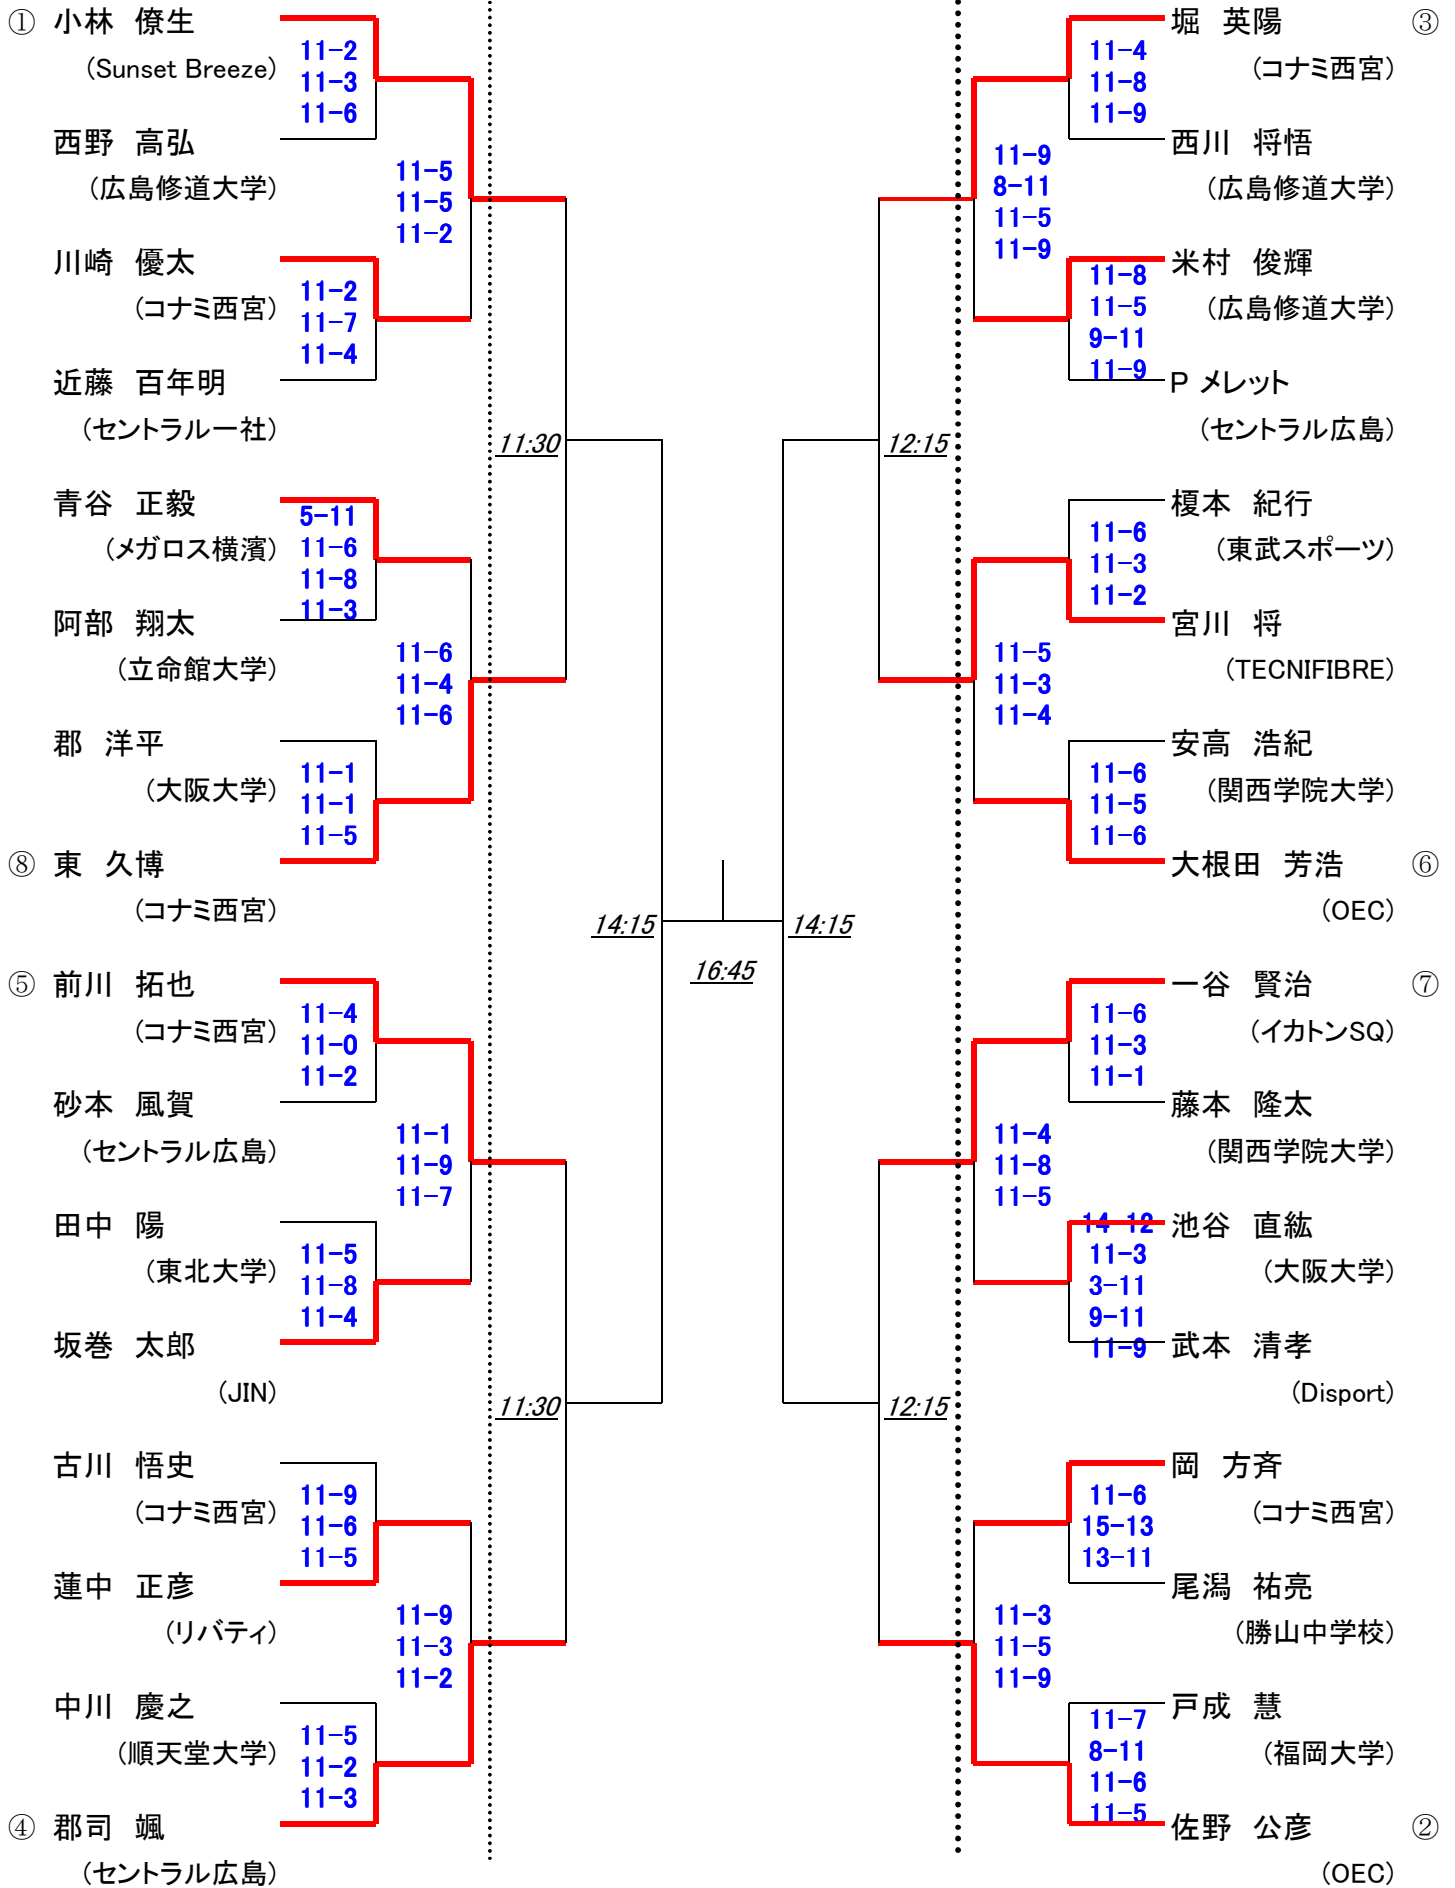 ① 小林 僚生
(Sunset Breeze)
11-2
11-3
11-6
西野 高弘
(広島修道大学)
11-5
11-5
11-2
川崎 優太
(コナミ西宮)
11-2
11-7
11-4
近藤 百年明
(セントラル一社)
11:30
青谷 正毅
(メガロス横濱)
5-11
11-6
11-8
11-3
阿部 翔太
(立命館大学)
11-6
11-4
11-6
郡 洋平
(大阪大学)
11-1
11-1
11-5
⑧ 東 久博
(コナミ西宮)
14:15
16:45
⑤ 前川 拓也
(コナミ西宮)
11-4
11-0
11-2
砂本 風賀
(セントラル広島)
11-1
11-9
11-7
田中 陽
(東北大学)
11-5
11-8
11-4
坂巻 太郎
(JIN)
11:30
古川 悟史
(コナミ西宮)
11-9
11-6
11-5
蓮中 正彦
(リバティ)
11-9
11-3
11-2
中川 慶之
(順天堂大学)
11-5
11-2
11-3
④ 郡司 颯
(セントラル広島)
堀 英陽 ③
(コナミ西宮)
11-4
11-8
11-9
西川 将悟
(広島修道大学)
11-9
8-11
11-5
11-9
米村 俊輝
(広島修道大学)
11-8
11-5
9-11
11-9
P メレット
(セントラル広島)
12:15
榎本 紀行
(東武スポーツ)
11-6
11-3
11-2
宮川 将
(TECNIFIBRE)
11-5
11-3
11-4
安高 浩紀
(関西学院大学)
11-6
11-5
11-6
大根田 芳浩 ⑥
(OEC)
14:15
一谷 賢治 ⑦
(イカトンSQ)
11-6
11-3
11-1
藤本 隆太
(関西学院大学)
11-4
11-8
11-5
池谷 直紘
(大阪大学)
14-12
11-3
3-11
9-11
11-9
武本 清孝
(Disport)
12:15
岡 方斉
(コナミ西宮)
11-6
15-13
13-11
尾潟 祐亮
(勝山中学校)
11-3
11-5
11-9
戸成 慧
(福岡大学)
11-7
8-11
11-6
11-5
佐野 公彦 ②
(OEC)